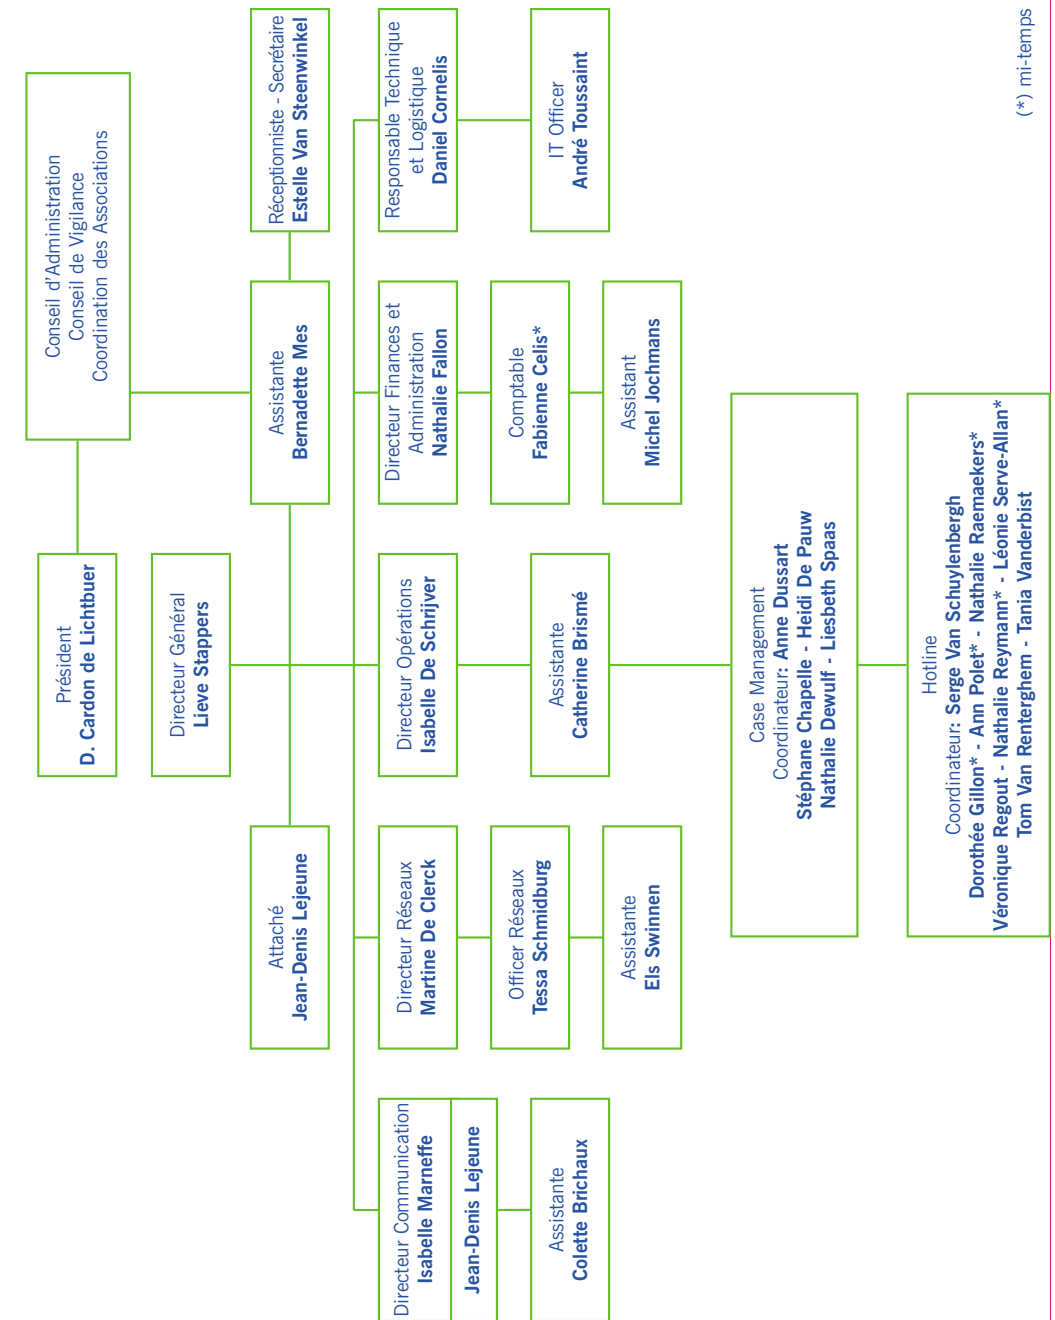 Président
D. Cardon de Lichtbuer
Conseil d'Administration
Conseil de Vigilance
Coordination des Associations
Directeur Général
Lieve Stappers
Attaché
Jean-Denis Lejeune
Assistante
Bernadette Mes
Réceptionniste - Secrétaire
Estelle Van Steenwinkel
Directeur Communication
Isabelle Marneffe
Jean-Denis Lejeune
Assistante
Colette Brichaux
Directeur Réseaux
Martine De Clerck
Officer Réseaux
Tessa Schmidburg
Assistante
Els Swinnen
Directeur Opérations
Isabelle De Schrijver
Assistante
Catherine Brismé
Directeur Finances et
Administration
Nathalie Fallon
Comptable
Fabienne Celis*
Assistant
Michel Jochmans
Responsable Technique
et Logistique
Daniel Cornelis
IT Officer
André Toussaint
Case Management
Coordinateur: Anne Dussart
Stéphane Chapelle - Heidi De Pauw
Nathalie Dewulf - Liesbeth Spaas
Hotline
Coordinateur: Serge Van Schuylenbergh
Dorothée Gillon* - Ann Polet* - Nathalie Raemaekers*
Véronique Regout - Nathalie Reymann* - Léonie Serve-Allan*
Tom Van Renterghem - Tania Vanderbist
(*) mi-temps